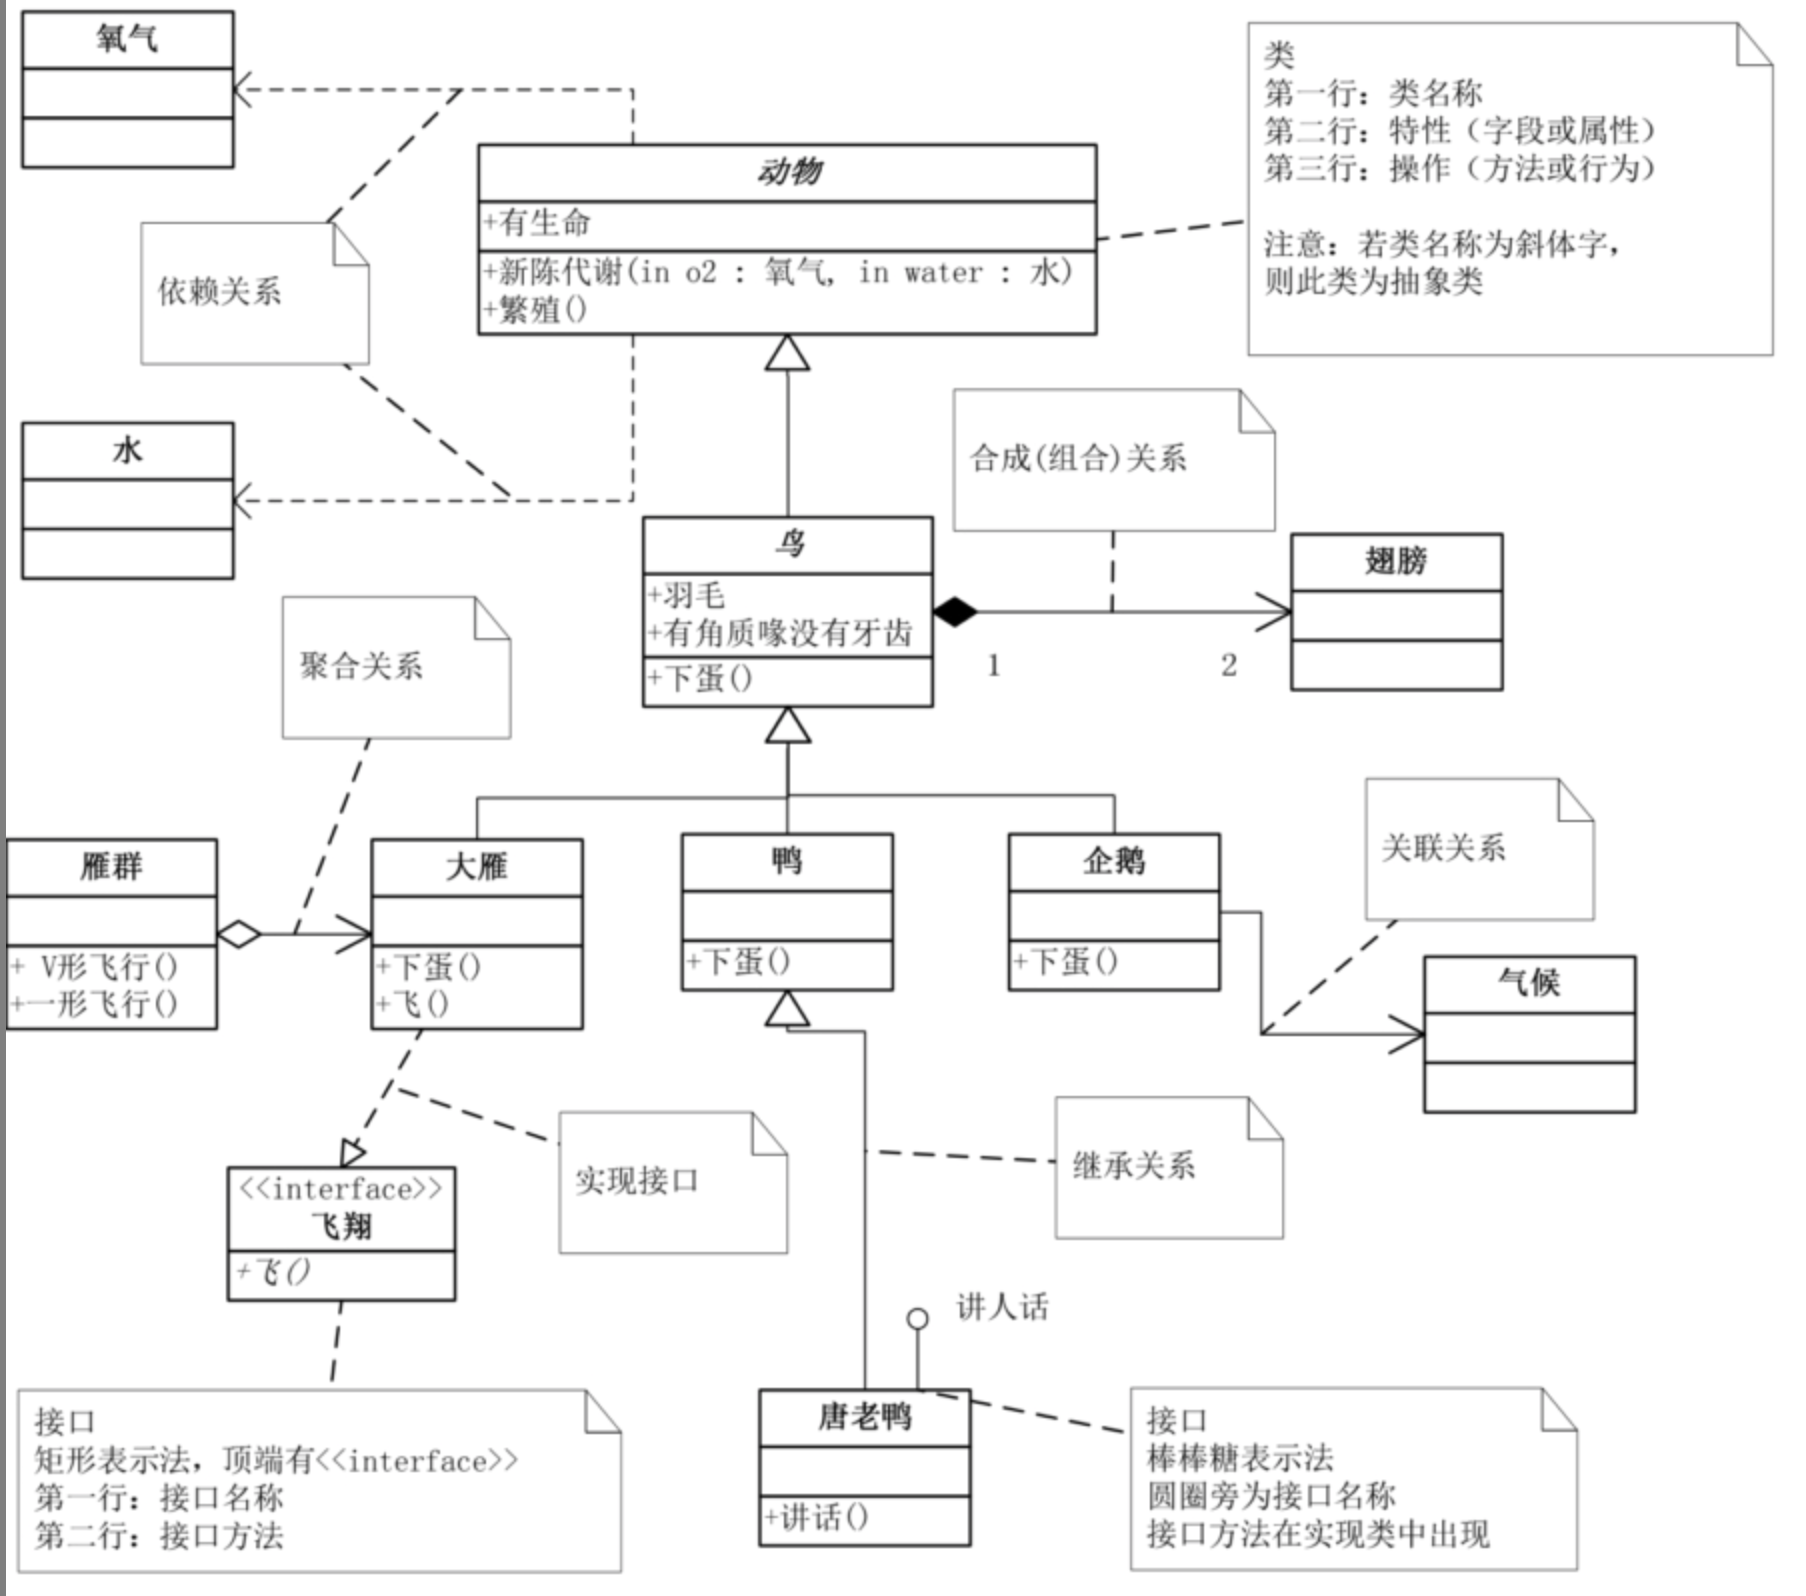 氧气
类
第一行：类名称
第二行：特性（字段或属性）
第三行：操作（方法或行为）
注意：若类名称为斜体字，
则此类为抽象类
动物
+有生命
+新陈代谢(in o2 : 氧气, in water : 水)
+繁殖()
依赖关系
水
合成(组合)关系
鸟
+羽毛
+有角质喙没有牙齿
+下蛋()
1
2
翅膀
聚合关系
关联关系
雁群
+ V形飞行()
+一形飞行()
大雁
+下蛋()
+飞()
鸭
+下蛋()
企鹅
+下蛋()
气候
实现接口
继承关系
<<interface>>
飞翔
+飞()
讲人话
接口
矩形表示法，顶端有<<interface>>
第一行：接口名称
第二行：接口方法
唐老鸭
+讲话()
接口
棒棒糖表示法
圆圈旁为接口名称
接口方法在实现类中出现